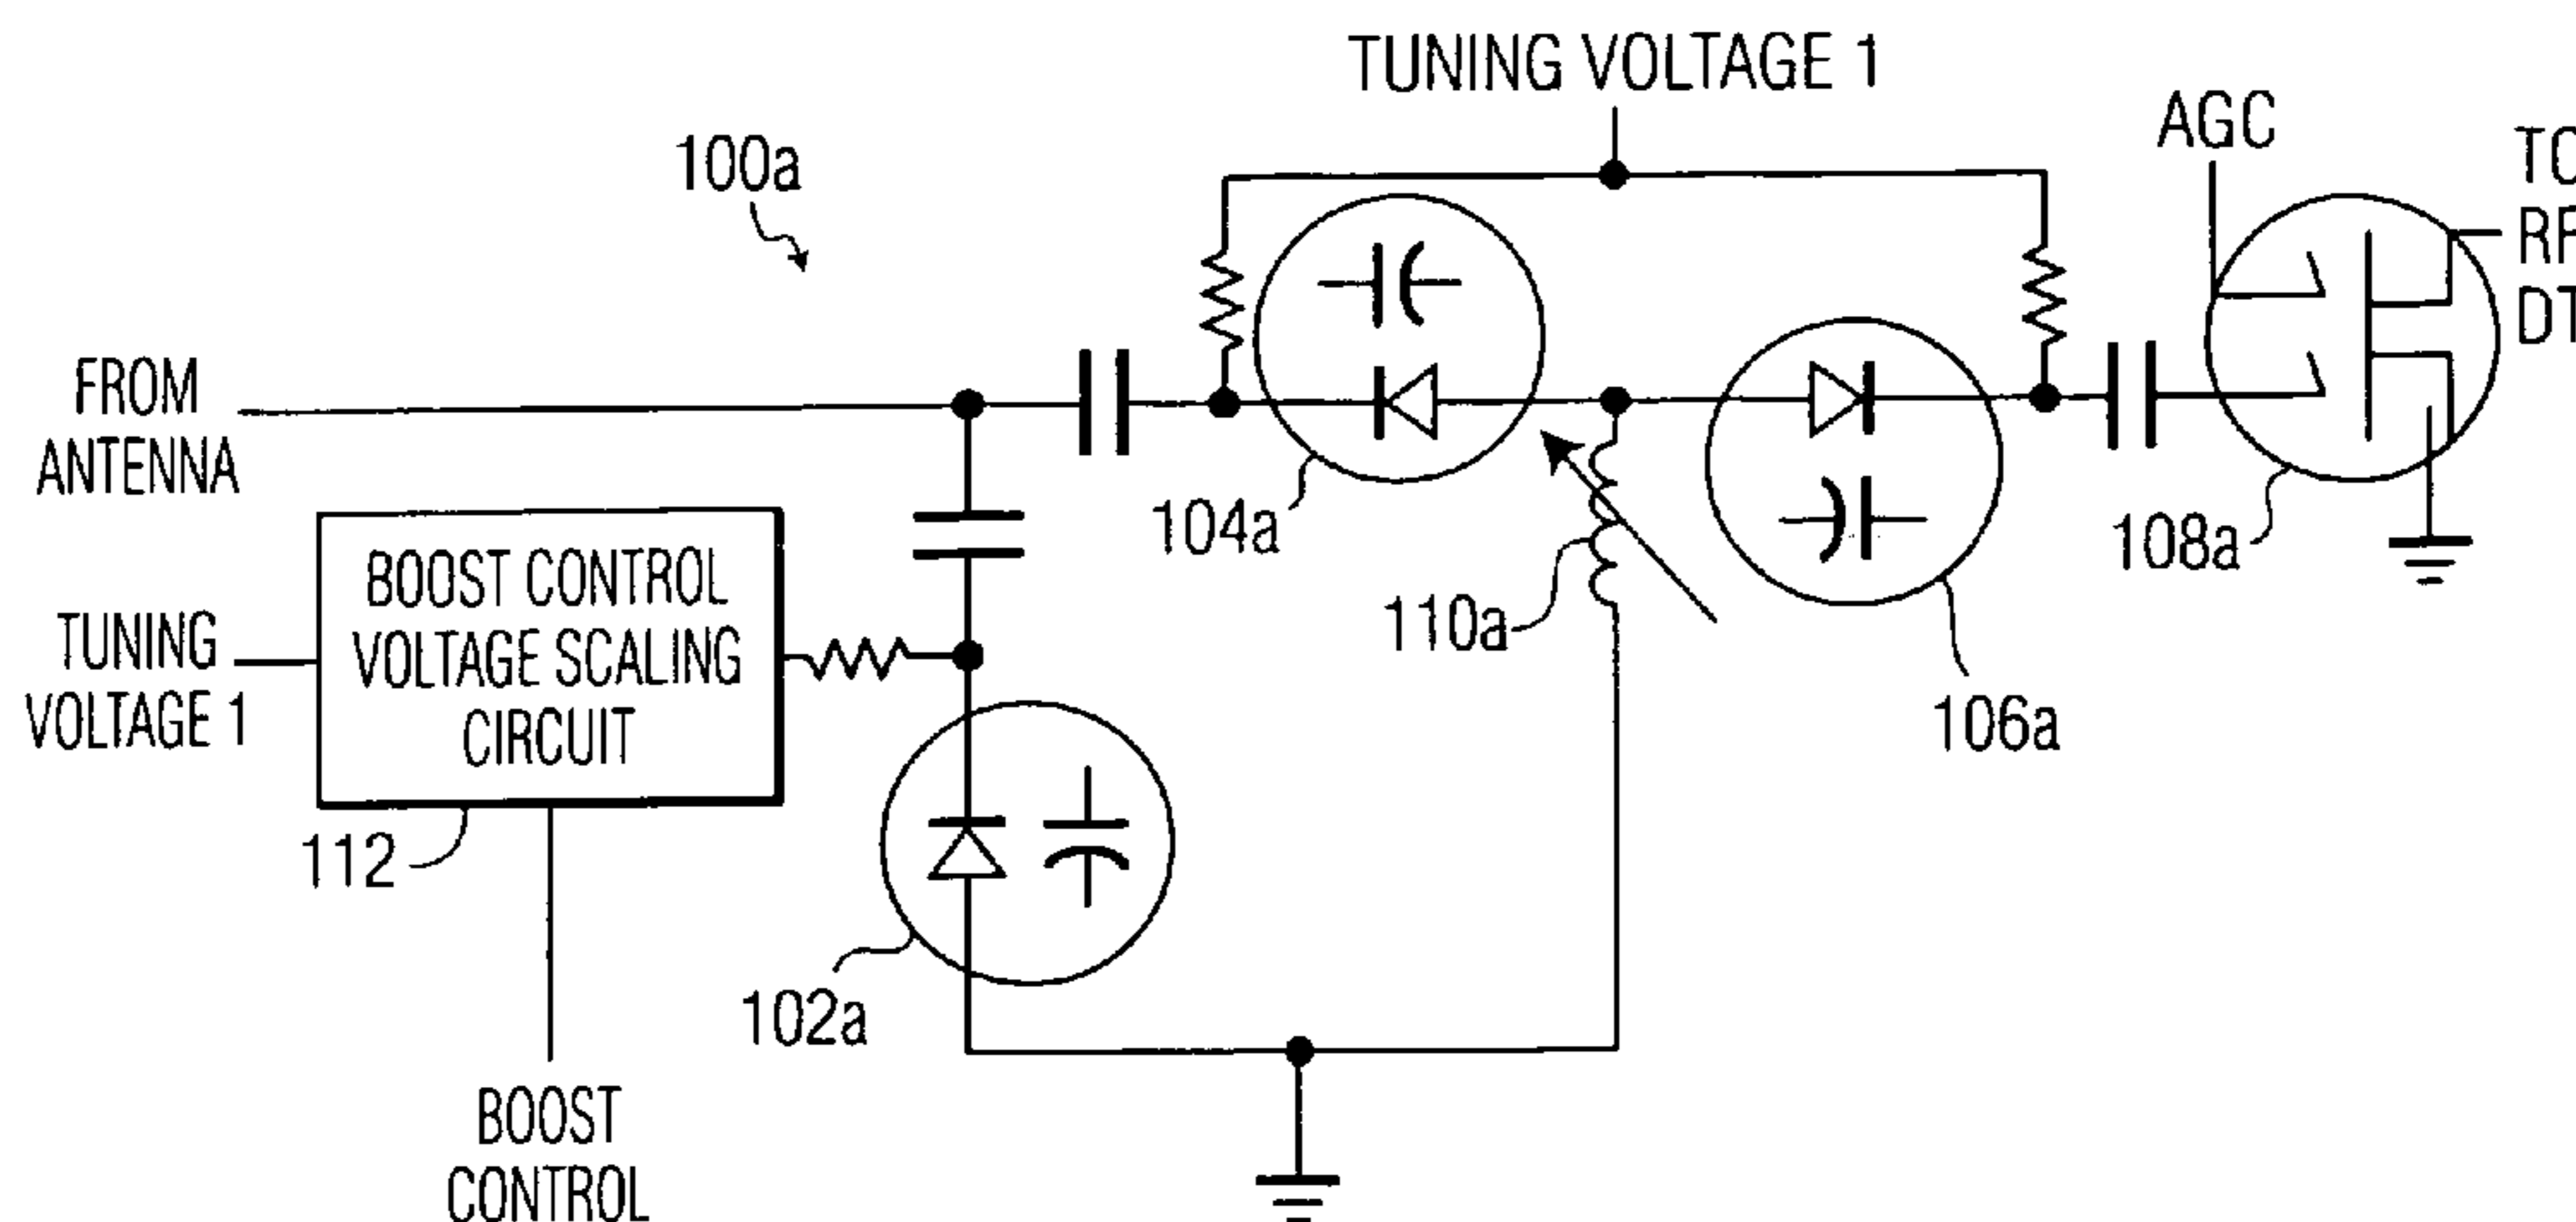 TUNING VOLTAGE 1
AGC
100a
FROM
ANTENNA
104a
110a
106a
108a
BOOST CONTROL
VOLTAGE SCALING
CIRCUIT
TUNING
VOLTAGE 1
112
102a
BOOST
CONTROL